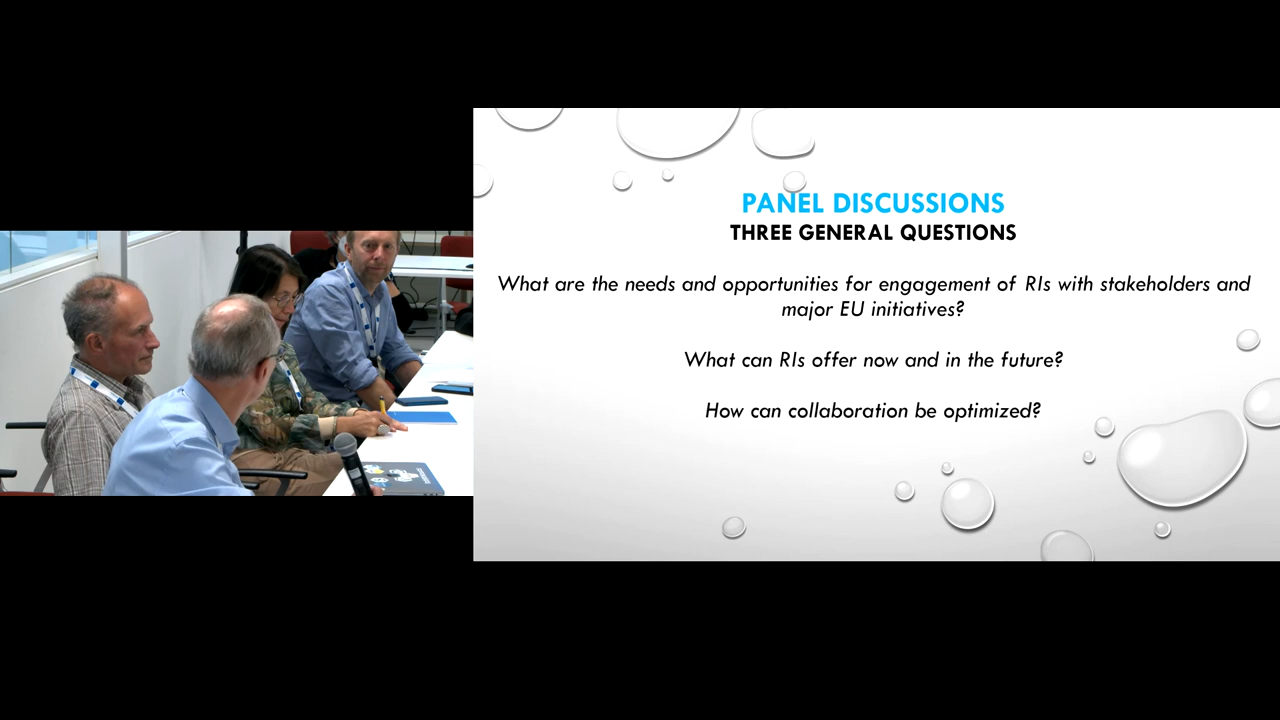 PANEL DISCUSSIONS
THREE GENERAL QUESTIONS
What are the needs and opportunities for engagement of RIs with stakeholders and
major EU initiatives?
What can RIs offer now and in the future?
How can collaboration be optimized?